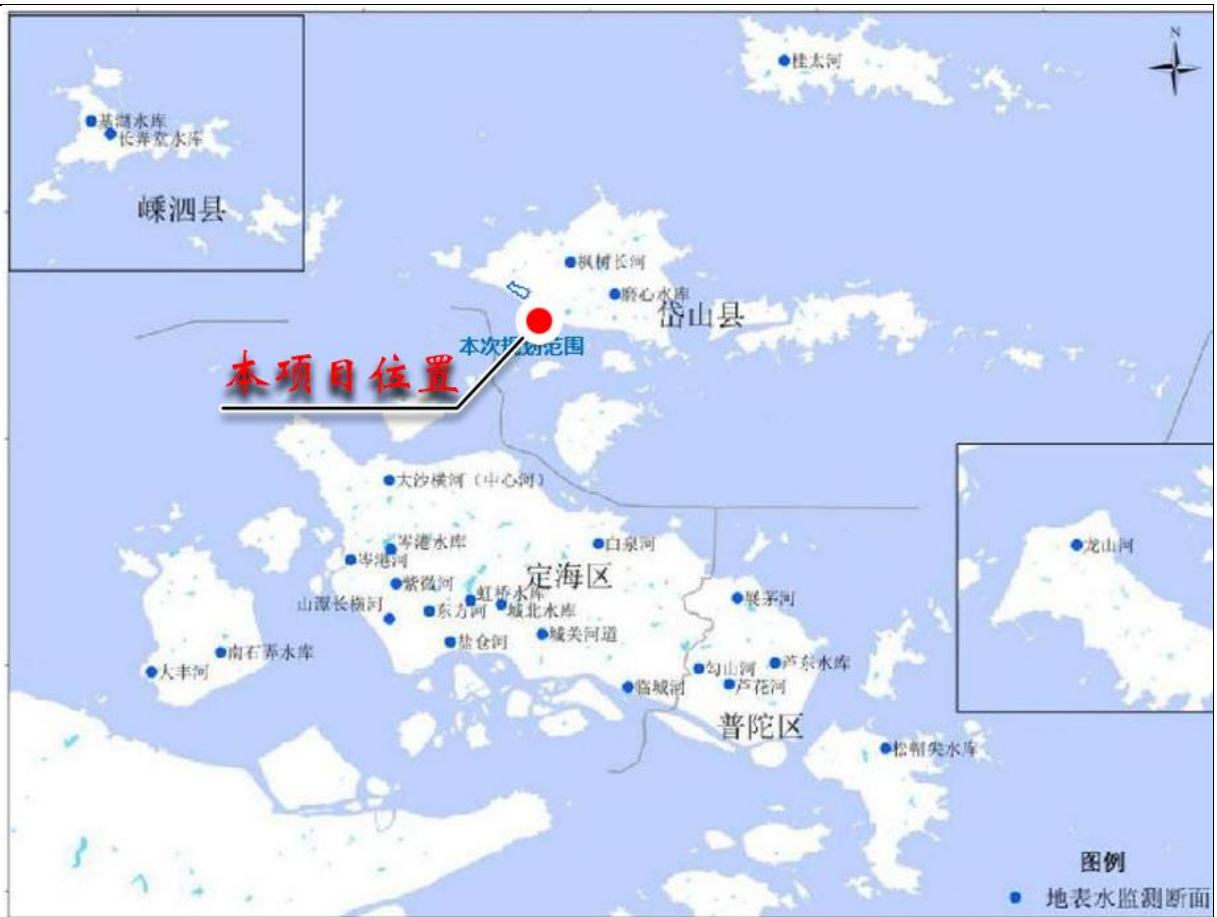 N
桂太河
基湖水库
长弄堂水库
嵊泗县
枫树长河
磨心水库
岱山县
本次规划范围
本项目位置
大沙横河（中心河）
岑港水库
白泉河
岑港河
定海区
龙山河
紫微河
虹桥水库
展茅河
山潭长横河
东方河
城北水库
盐仓河
城关河道
南石弄水库
大丰河
勾山河
芦东水库
临城河
芦花河
普陀区
松帽尖水库
图例
地表水监测断面